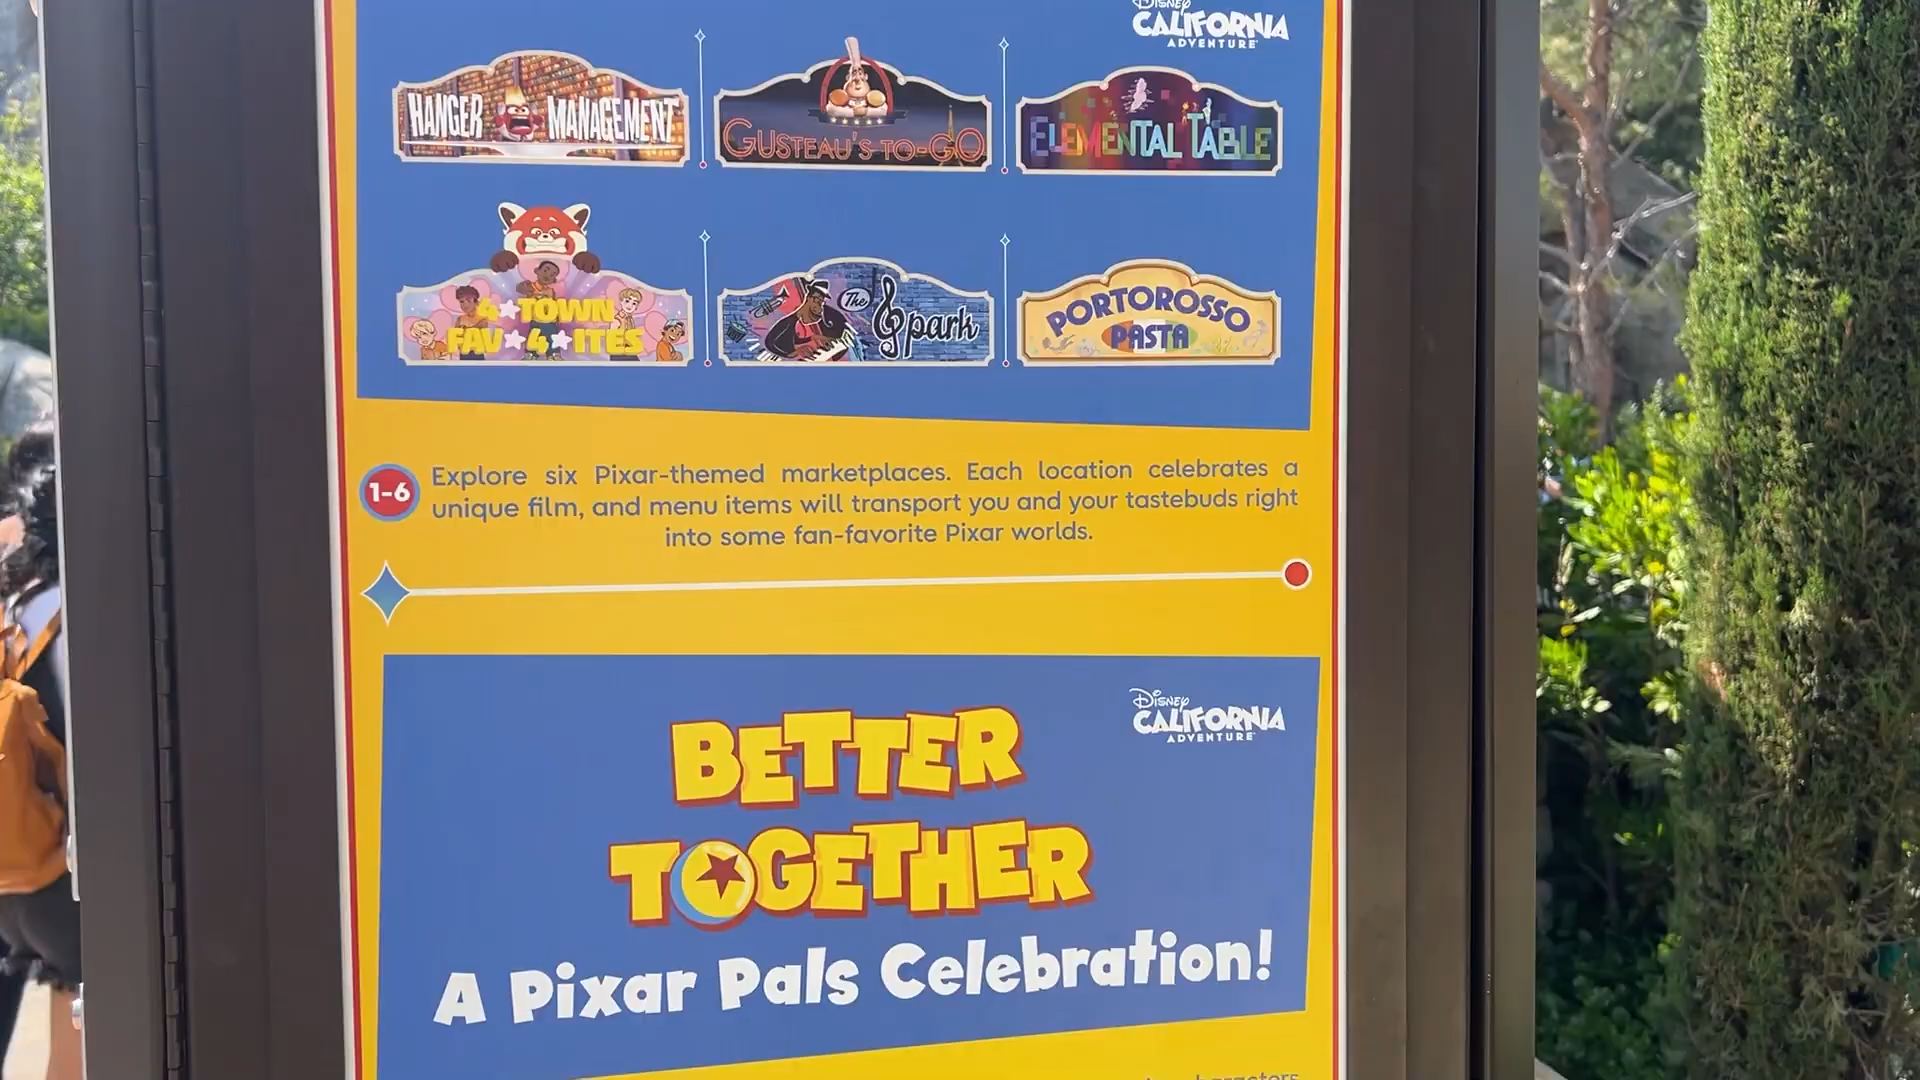 Disney
CALIFORNIA
ADVENTURE
HANGER MANAGEMENT
GUSTEAU'S TO-GO
ELEMENTAL TABLE
4★TOWN
FAV★4★ITES
The Spark
PORTOROSSO
PASTA
1-6
Explore six Pixar-themed marketplaces. Each location celebrates a
unique film, and menu items will transport you and your tastebuds right
into some fan-favorite Pixar worlds.
Disney
CALIFORNIA
ADVENTURE
BETTER
TOGETHER
A Pixar Pals Celebration!
characters